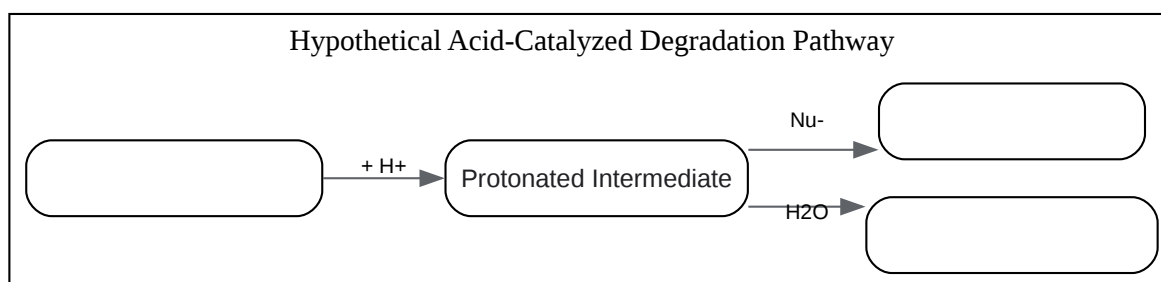 Hypothetical Acid-Catalyzed Degradation Pathway
Nu-
+ H+
Protonated Intermediate
H2O